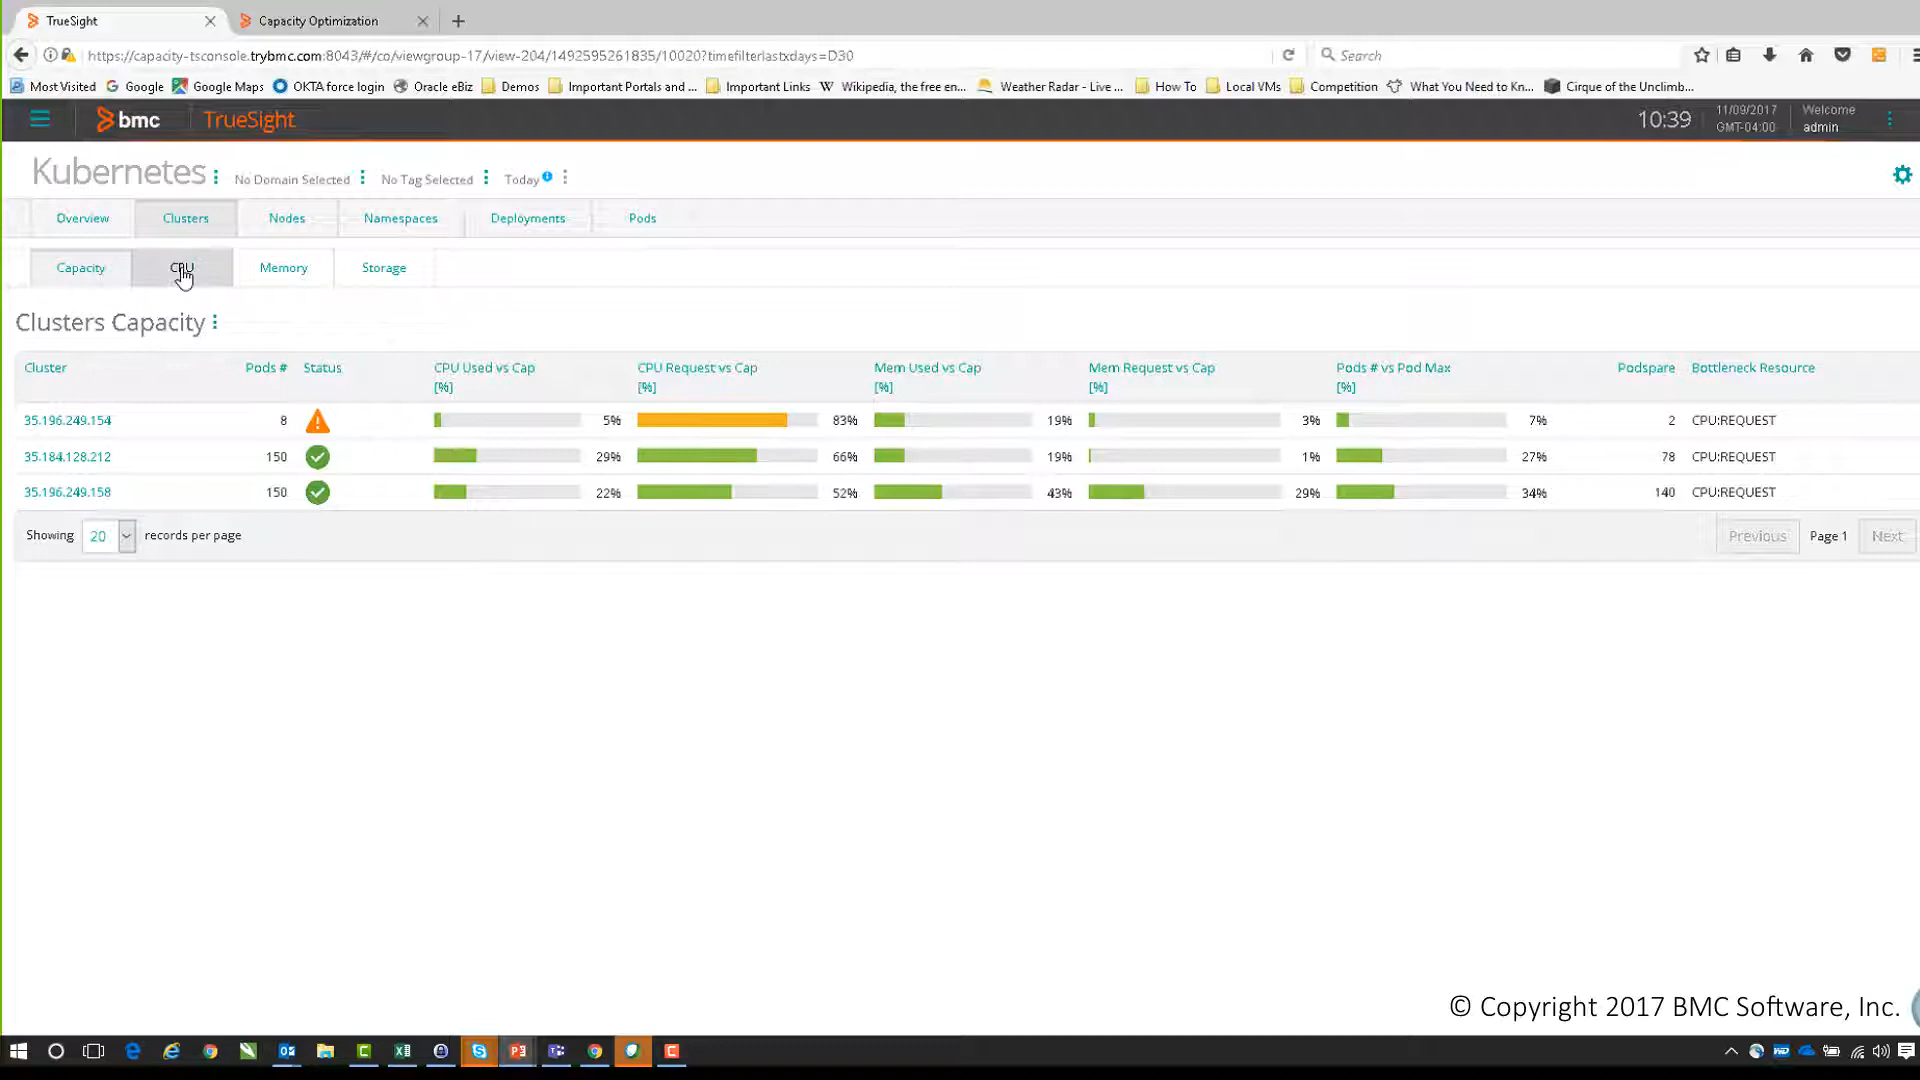 TrueSight
Capacity Optimization
https://capacity-tsconsole.trybmc.com:8043/#/co/viewgroup-17/view-204/1492595261835/10020?timefilterlastxdays=D30
Search
Most Visited Google Google Maps OKTA force login Oracle eBiz Demos Important Portals and ... Important Links Wikipedia, the free en... Weather Radar - Live ... How To Local VMs Competition What You Need to Kn... Cirque of the Unclimb...
bmc TrueSight 10:39 11/09/2017 Welcome
GMT-04:00 admin
Kubernetes No Domain Selected No Tag Selected Today
Overview Clusters Nodes Namespaces Deployments Pods
Capacity CPU Memory Storage
Clusters Capacity
Cluster Pods # Status CPU Used vs Cap CPU Request vs Cap Mem Used vs Cap Mem Request vs Cap Pods # vs Pod Max Podspare Bottleneck Resource
[%] [%] [%] [%] [%]
35.196.249.154 8 5% 83% 19% 3% 7% 2 CPU:REQUEST
35.184.128.212 150 29% 66% 19% 1% 27% 78 CPU:REQUEST
35.196.249.158 150 22% 52% 43% 29% 34% 140 CPU:REQUEST
Showing 20 records per page Previous Page 1 Next
© Copyright 2017 BMC Software, Inc.